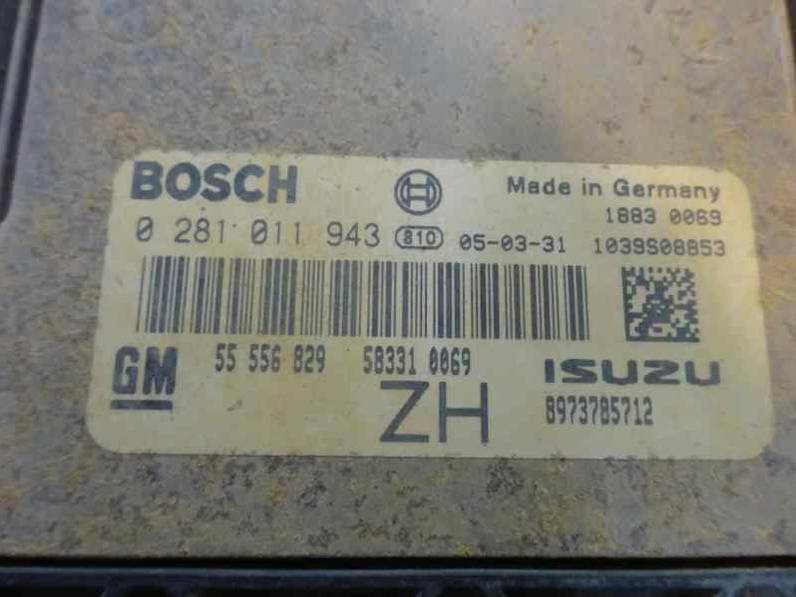 BOSCH Made in Germany
1883 0069
0 281 011 943 810 05-03-31 1039S08853
GM 55 556 829 58331 0069 ISUZU
ZH 8973785712